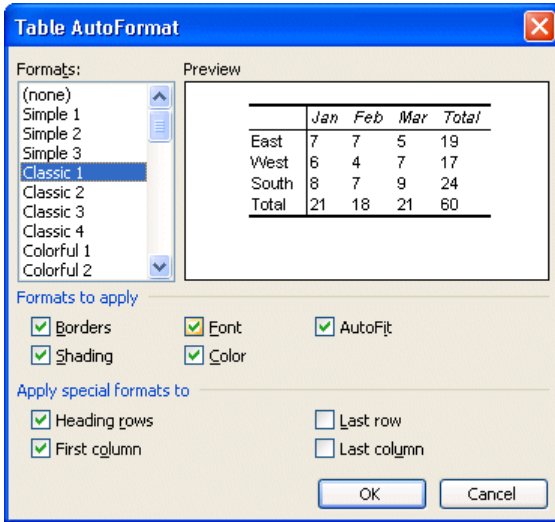 Table AutoFormat
Formats: Preview
(none)
Simple 1
Simple 2
Simple 3
Classic 1
Classic 2
Classic 3
Classic 4
Colorful 1
Colorful 2
Jan Feb Mar Total
East 7 7 5 19
West 6 4 7 17
South 8 7 9 24
Total 21 18 21 60
Formats to apply
Borders Font AutoFit
Shading Color
Apply special formats to
Heading rows Last row
First column Last column
OK Cancel